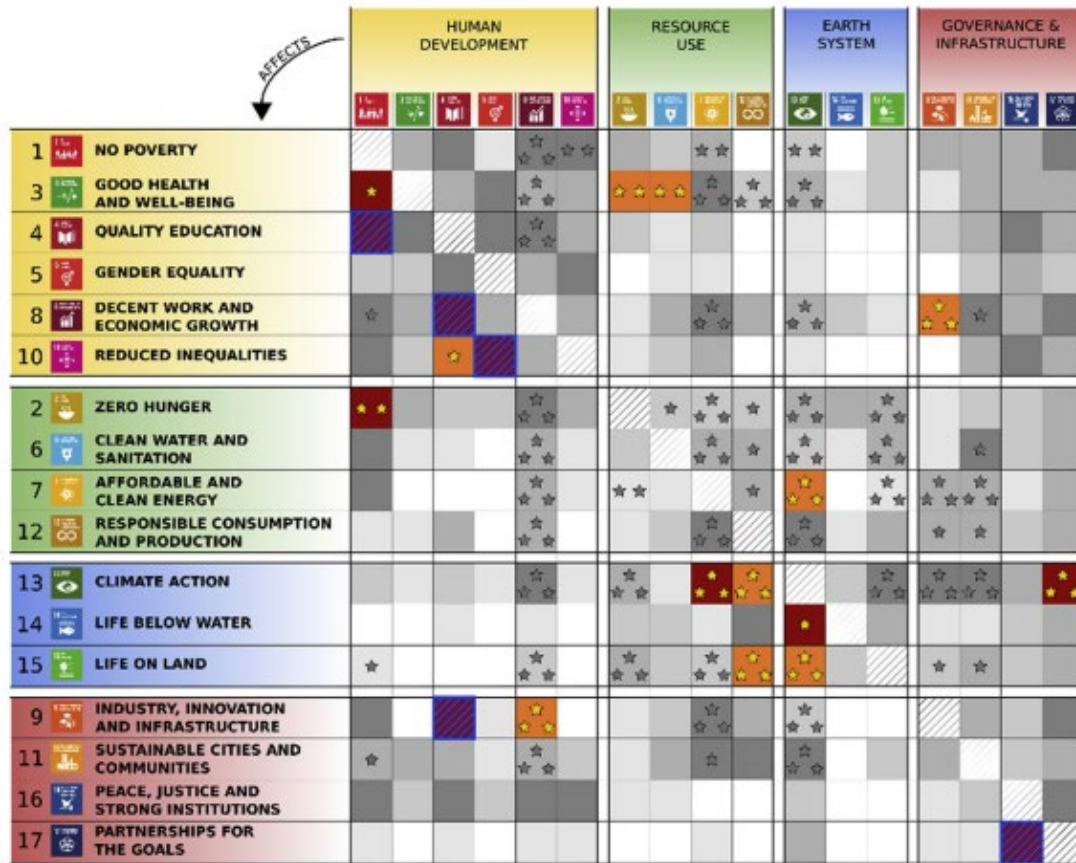 HUMAN
DEVELOPMENT
RESOURCE
USE
EARTH
SYSTEM
GOVERNANCE &
INFRASTRUCTURE
AFFECTS
1 NO POVERTY
3 GOOD HEALTH
AND WELL-BEING
4 QUALITY EDUCATION
5 GENDER EQUALITY
8 DECENT WORK AND
ECONOMIC GROWTH
10 REDUCED INEQUALITIES
2 ZERO HUNGER
6 CLEAN WATER AND
SANITATION
7 AFFORDABLE AND
CLEAN ENERGY
12 RESPONSIBLE CONSUMPTION
AND PRODUCTION
13 CLIMATE ACTION
14 LIFE BELOW WATER
15 LIFE ON LAND
9 INDUSTRY, INNOVATION
AND INFRASTRUCTURE
11 SUSTAINABLE CITIES AND
COMMUNITIES
16 PEACE, JUSTICE AND
STRONG INSTITUTIONS
17 PARTNERSHIPS FOR
THE GOALS